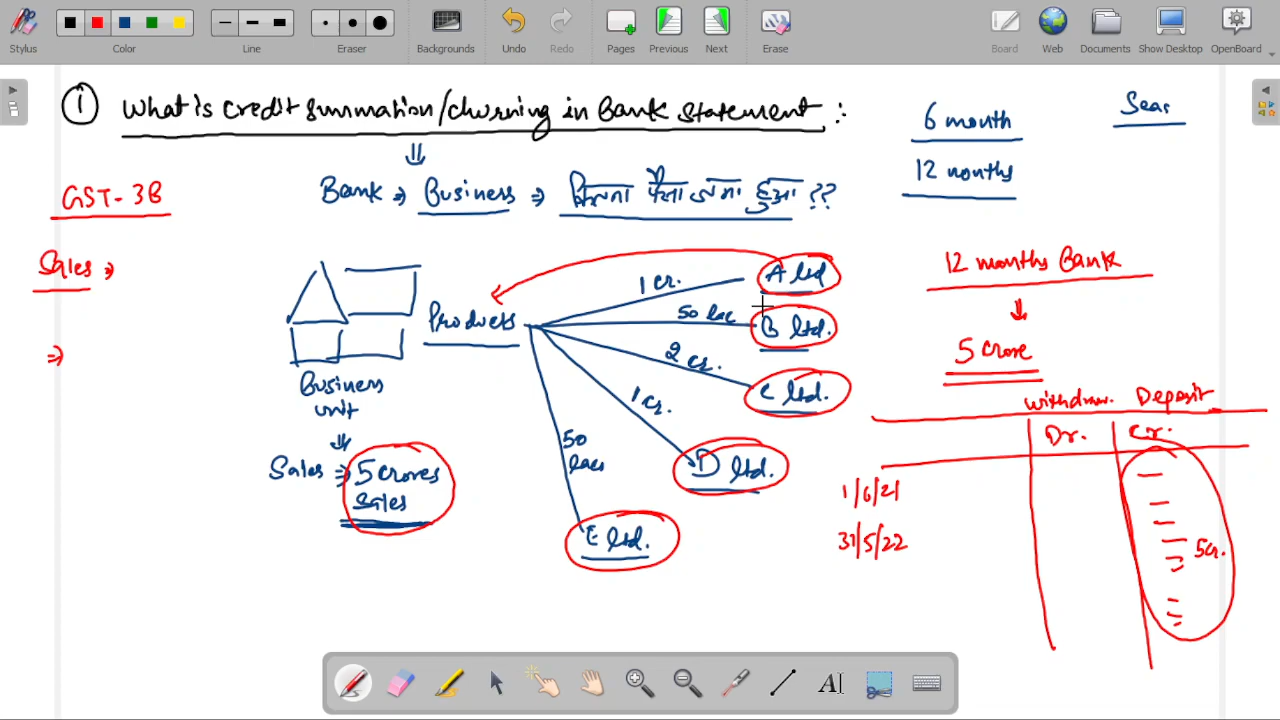 Stylus
Color
Line
Eraser
Backgrounds
Undo
Redo
Pages
Previous
Next
Erase
Board
Web
Documents
Show Desktop
OpenBoard
① What is credit summation/churning in Bank statement :
6 month
12 months
Bank ⇒ Business ⇒ कितना पैसा जमा हुआ ??
GST-3B
Sales ⇒
⇒
Business unit
Sales ⇒ 5 crores
Sales
Products
1 cr.
A ltd
50 lac
B ltd.
2 cr.
C ltd.
1 cr.
D ltd.
50 lacs
E ltd.
12 months Bank
5 crore
withdraw. Deposit
Dr. Cr.
1/6/21
31/5/22
5cr.
AI